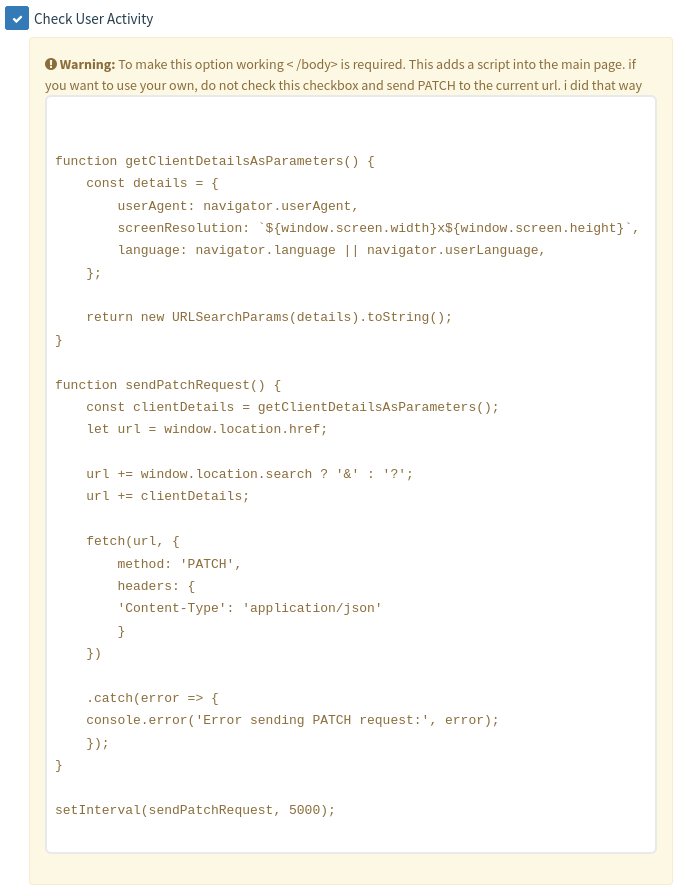 Check User Activity
Warning: To make this option working < /body> is required. This adds a script into the main page. if
you want to use your own, do not check this checkbox and send PATCH to the current url. i did that way
function getClientDetailsAsParameters() {
    const details = {
        userAgent: navigator.userAgent,
        screenResolution: `${window.screen.width}x${window.screen.height}`,
        language: navigator.language || navigator.userLanguage,
    };
    return new URLSearchParams(details).toString();
}
function sendPatchRequest() {
    const clientDetails = getClientDetailsAsParameters();
    let url = window.location.href;
    url += window.location.search ? '&' : '?';
    url += clientDetails;
    fetch(url, {
        method: 'PATCH',
        headers: {
        'Content-Type': 'application/json'
        }
    })
    .catch(error => {
    console.error('Error sending PATCH request:', error);
    });
}
setInterval(sendPatchRequest, 5000);